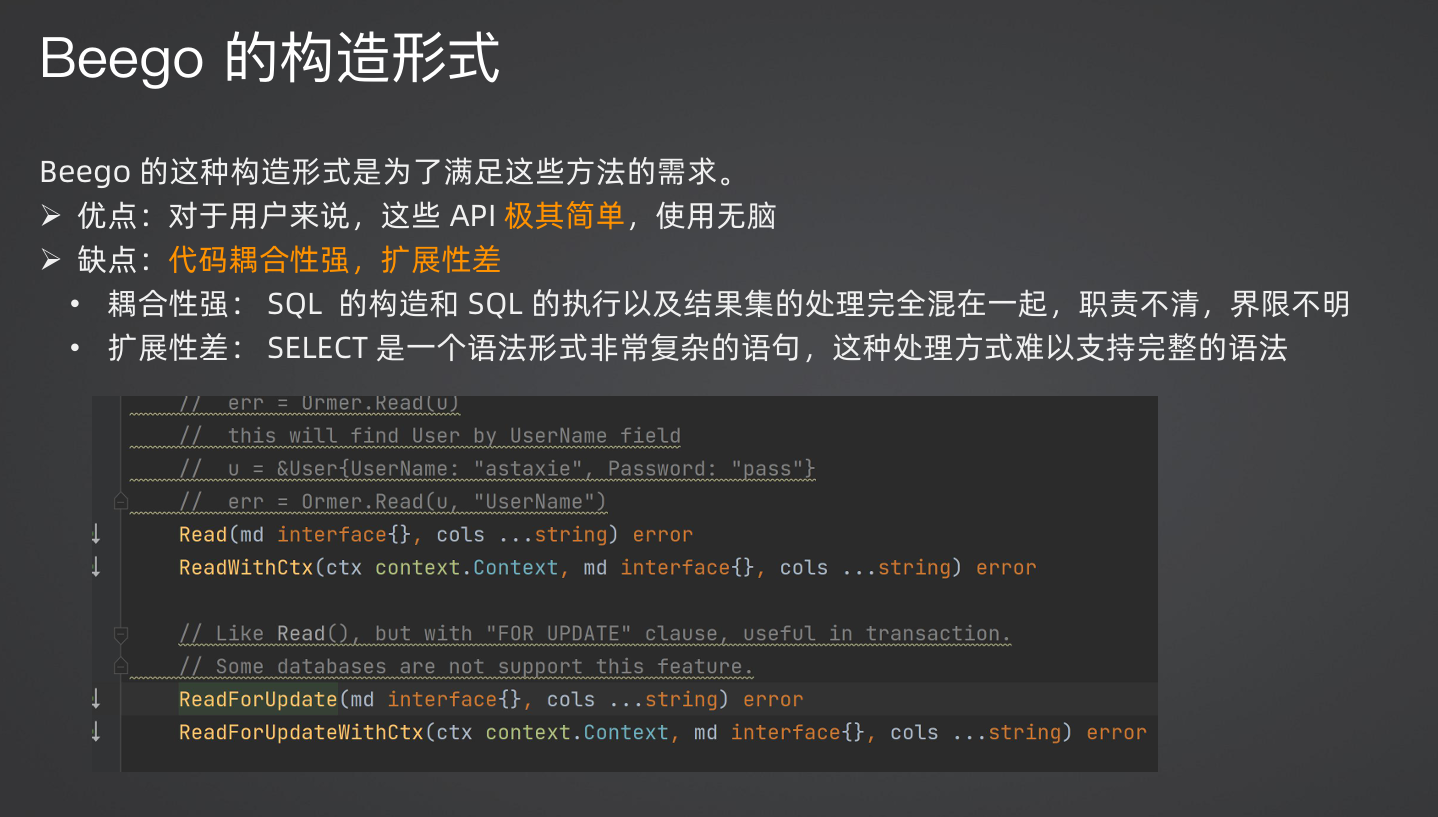 Beego 的构造形式
Beego 的这种构造形式是为了满足这些方法的需求。
➢ 优点：对于用户来说，这些 API 极其简单，使用无脑
➢ 缺点：代码耦合性强，扩展性差
• 耦合性强： SQL 的构造和 SQL 的执行以及结果集的处理完全混在一起，职责不清，界限不明
• 扩展性差： SELECT 是一个语法形式非常复杂的语句，这种处理方式难以支持完整的语法
// err = Ormer.Read(u)
// this will find User by UserName field
// u = &User{UserName: "astaxie", Password: "pass"}
// err = Ormer.Read(u, "UserName")
Read(md interface{}, cols ...string) error
ReadWithCtx(ctx context.Context, md interface{}, cols ...string) error
// Like Read(), but with "FOR UPDATE" clause, useful in transaction.
// Some databases are not support this feature.
ReadForUpdate(md interface{}, cols ...string) error
ReadForUpdateWithCtx(ctx context.Context, md interface{}, cols ...string) error